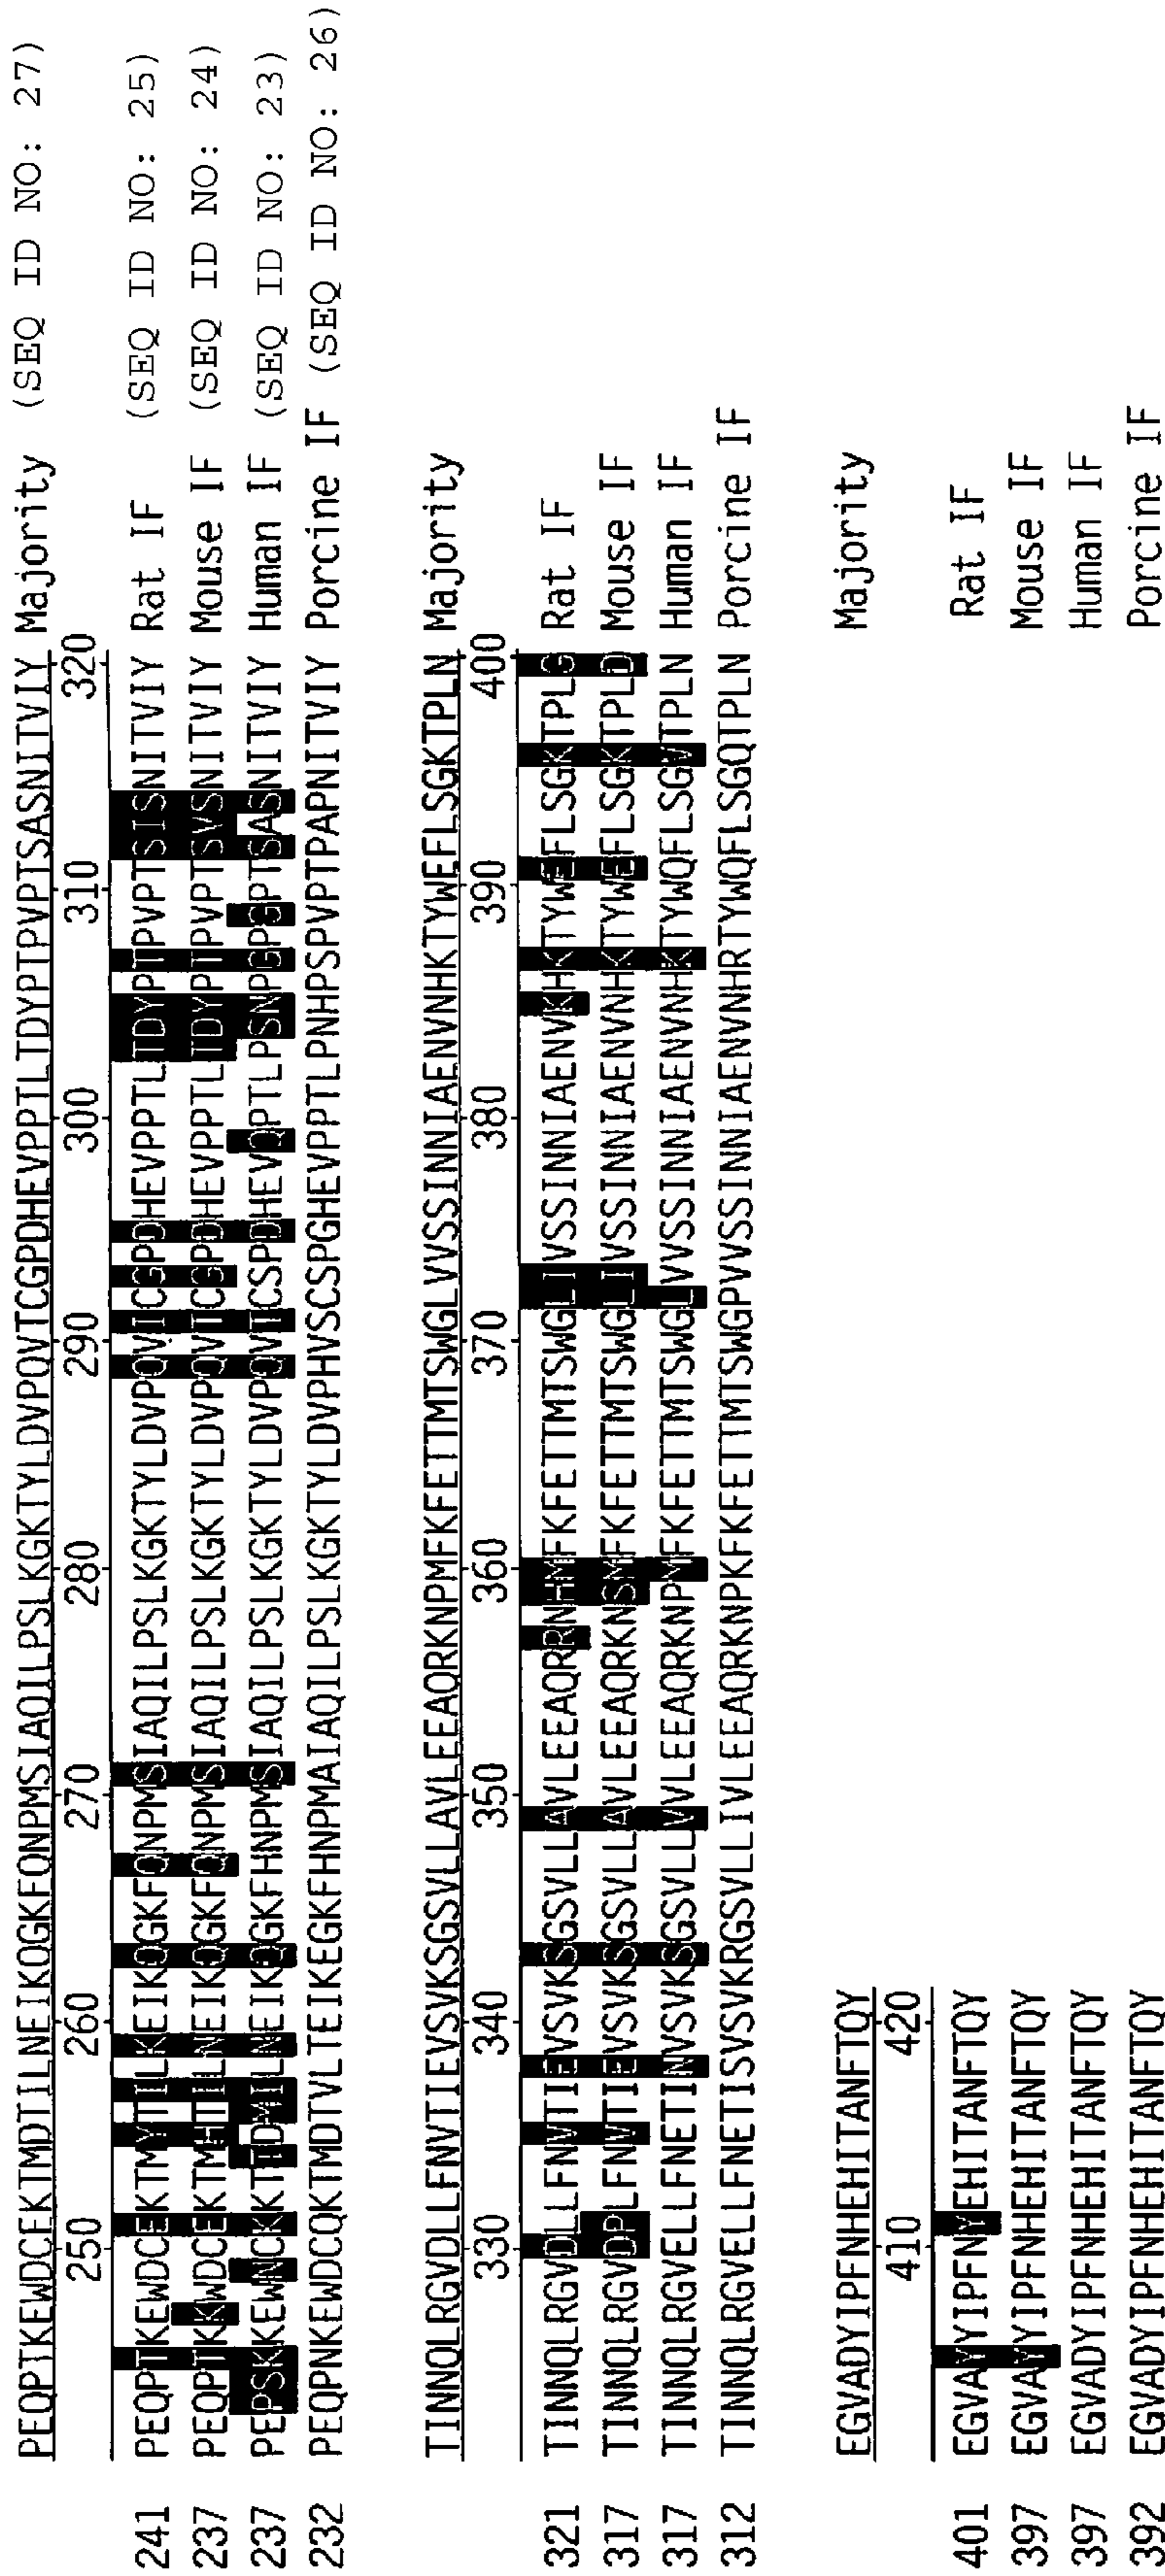 PEQPTKEWDCEKTMDTILNEIKQGKFQNPMSIAQILPSLKGKTYLDVPQVTCGPDHEVPPTLTDYPTPVPTSASNITVIY Majority (SEQ ID NO: 27)
250 260 270 280 290 300 310 320
241 PEQPTKEWDCEKTMYTILKEIKQGKFQNPMSIAQILPSLKGKTYLDVPQVICGPDHEVPPTLTDYPTPVPTSISNITVIY Rat IF (SEQ ID NO: 25)
237 PEQPTKKWDCEKTMHTILNEIKQGKFQNPMSIAQILPSLKGKTYLDVPQVTCGPDHEVPPTLTDYPTPVPTSVSNITVIY Mouse IF (SEQ ID NO: 24)
237 PEPSKKEWNCKKTTDMILNEIKQGKFHNPMSIAQILPSLKGKTYLDVPQVTCSPDHEVQPTLPSNPGPGPTSASNITVIY Human IF (SEQ ID NO: 23)
232 PEQPNKEWDCQKTMDTVLTEIKEGKFHNPMAIAQILPSLKGKTYLDVPHVSCSPGHEVPPTLPNHPSPVPTPAPNITVIY Porcine IF (SEQ ID NO: 26)
TINNQLRGVDLLFNVTIEVSVKSGSVLLAVLEEAQRKNPMFKFETTMTSWGLVVSSINNIAENVNHKTYWEFLSGKTPLN Majority
330 340 350 360 370 380 390 400
321 TINNQLRGVDLLFNVTIEVSVKSGSVLLAVLEEAQRRNHMFKFETTMTSWGLIVSSINNIAENVKHKTYWEFLSGKTPLG Rat IF
317 TINNQLRGVDPLFNVTIEVSVKSGSVLLAVLEEAQRKNSMFKFETTMTSWGLIVSSINNIAENVNHKTYWEFLSGKTPLD Mouse IF
317 TINNQLRGVELLFNETINVSVKSGSVLLVVLEEAQRKNPMFKFETTMTSWGLVVSSINNIAENVNHKTYWQFLSGVTPLN Human IF
312 TINNQLRGVELLFNETISVSVKRGSVLLIVLEEAQRKNPKFKFETTMTSWGPVVSSINNIAENVNHRTYWQFLSGQTPLN Porcine IF
EGVADYIPFNHEHITANFTQY Majority
410 420
401 EGVAYYIPFNYEHITANFTQY Rat IF
397 EGVAYYIPFNHEHITANFTQY Mouse IF
397 EGVADYIPFNHEHITANFTQY Human IF
392 EGVADYIPFNHEHITANFTQY Porcine IF